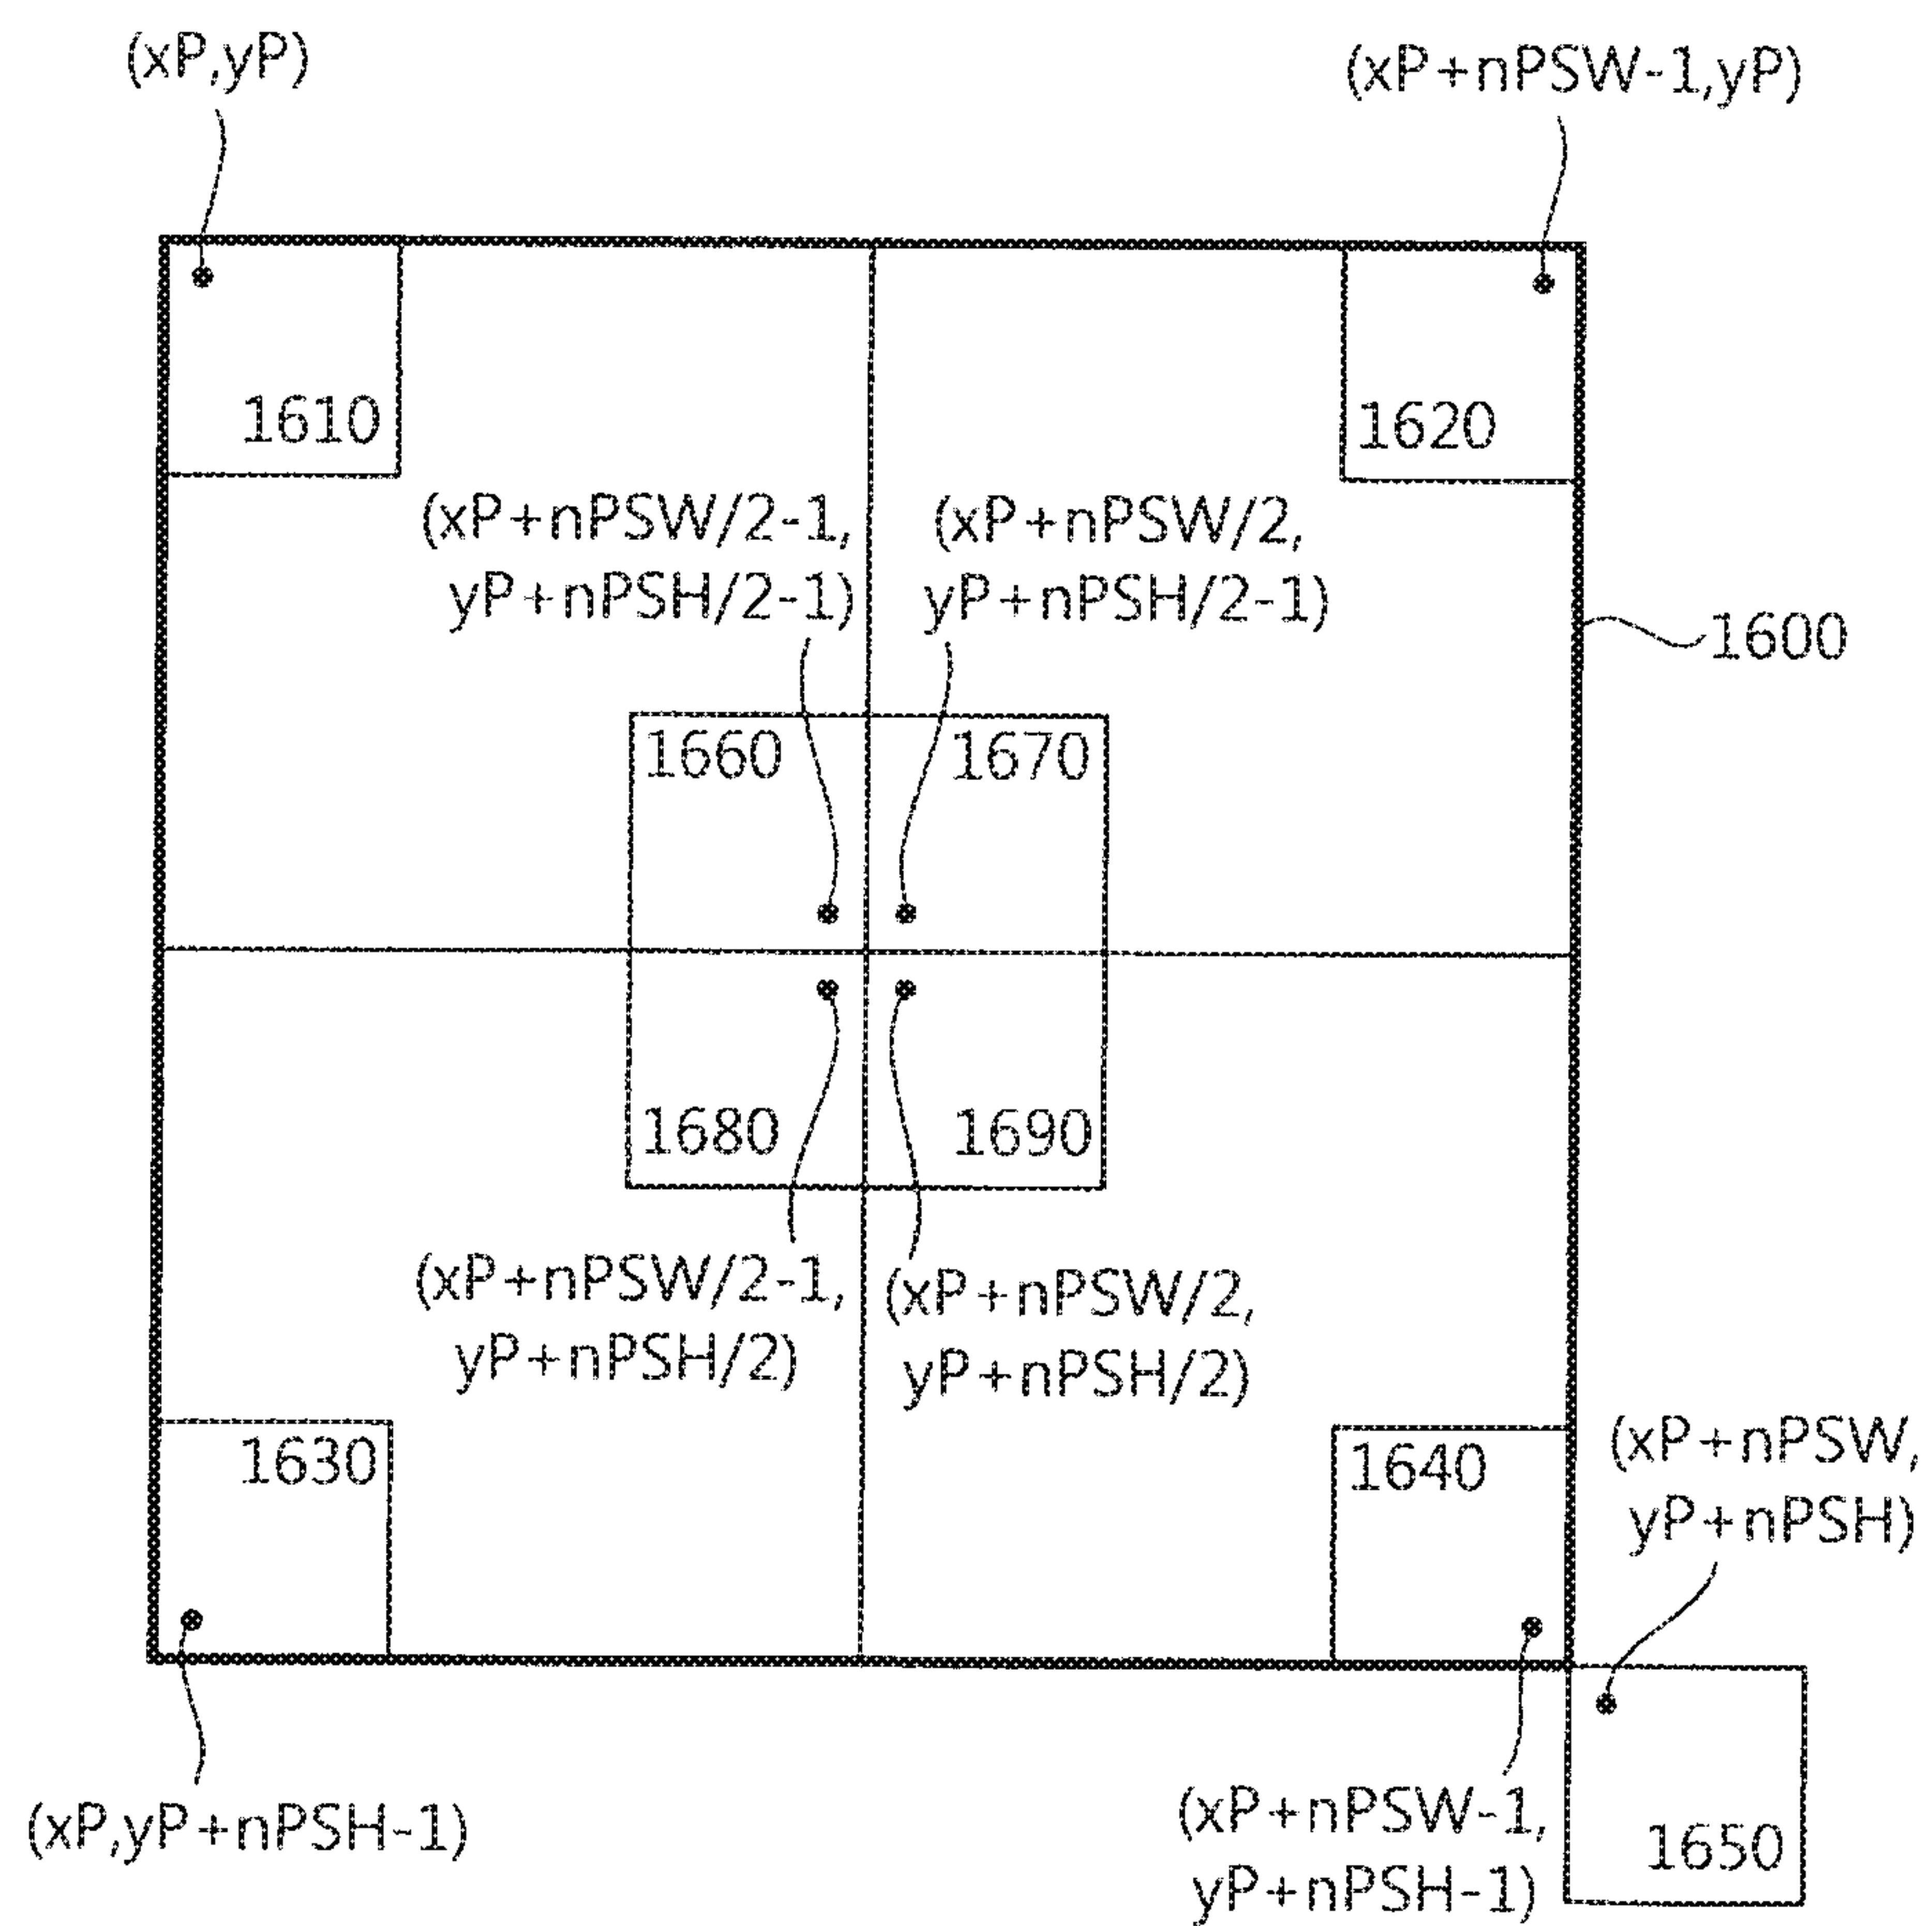 (xP,yP)
(xP+nPSW-1,yP)
1610
1620
(xP+nPSW/2-1,
yP+nPSH/2-1)
(xP+nPSW/2,
yP+nPSH/2-1)
1600
1660
1670
1680
1690
(xP+nPSW/2-1,
yP+nPSH/2)
(xP+nPSW/2,
yP+nPSH/2)
1630
1640
(xP+nPSW,
yP+nPSH)
(xP,yP+nPSH-1)
(xP+nPSW-1,
yP+nPSH-1)
1650